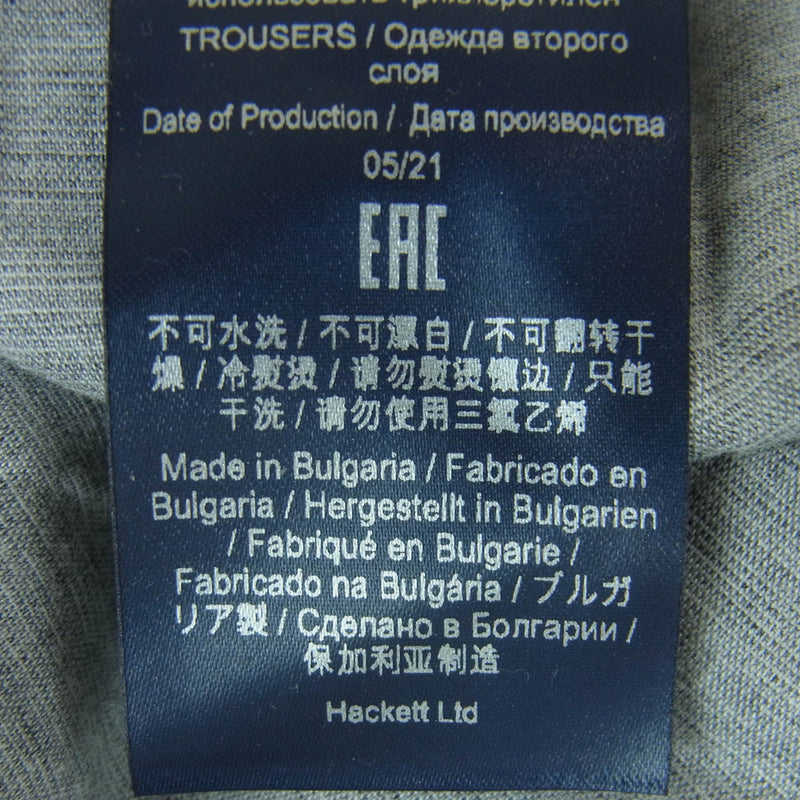 использовать трихлорэтилен
TROUSERS / Одежда второго
слоя
Date of Production / Дата производства
05/21
EAC
不可水洗 / 不可漂白 / 不可翻转干
燥 / 冷熨烫 / 请勿熨烫镶边 / 只能
干洗 / 请勿使用三氯乙烯
Made in Bulgaria / Fabricado en
Bulgaria / Hergestellt in Bulgarien
/ Fabriqué en Bulgarie /
Fabricado na Bulgária / ブルガ
リア製 / Сделано в Болгарии /
保加利亚制造
Hackett Ltd